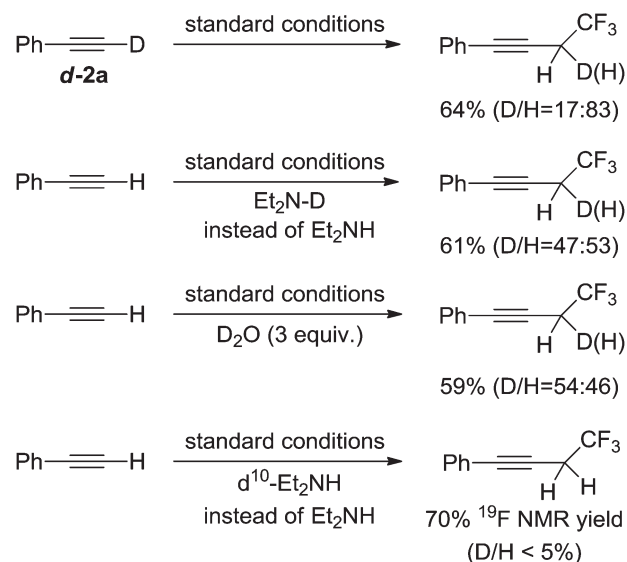 Ph D standard conditions CF₃
d-2a Ph H D(H)
64% (D/H=17:83)
Ph H standard conditions CF₃
Et₂N-D Ph H D(H)
instead of Et₂NH
61% (D/H=47:53)
Ph H standard conditions CF₃
D₂O (3 equiv.) Ph H D(H)
59% (D/H=54:46)
Ph H standard conditions CF₃
d¹⁰-Et₂NH Ph H H
instead of Et₂NH 70% ¹⁹F NMR yield
(D/H < 5%)